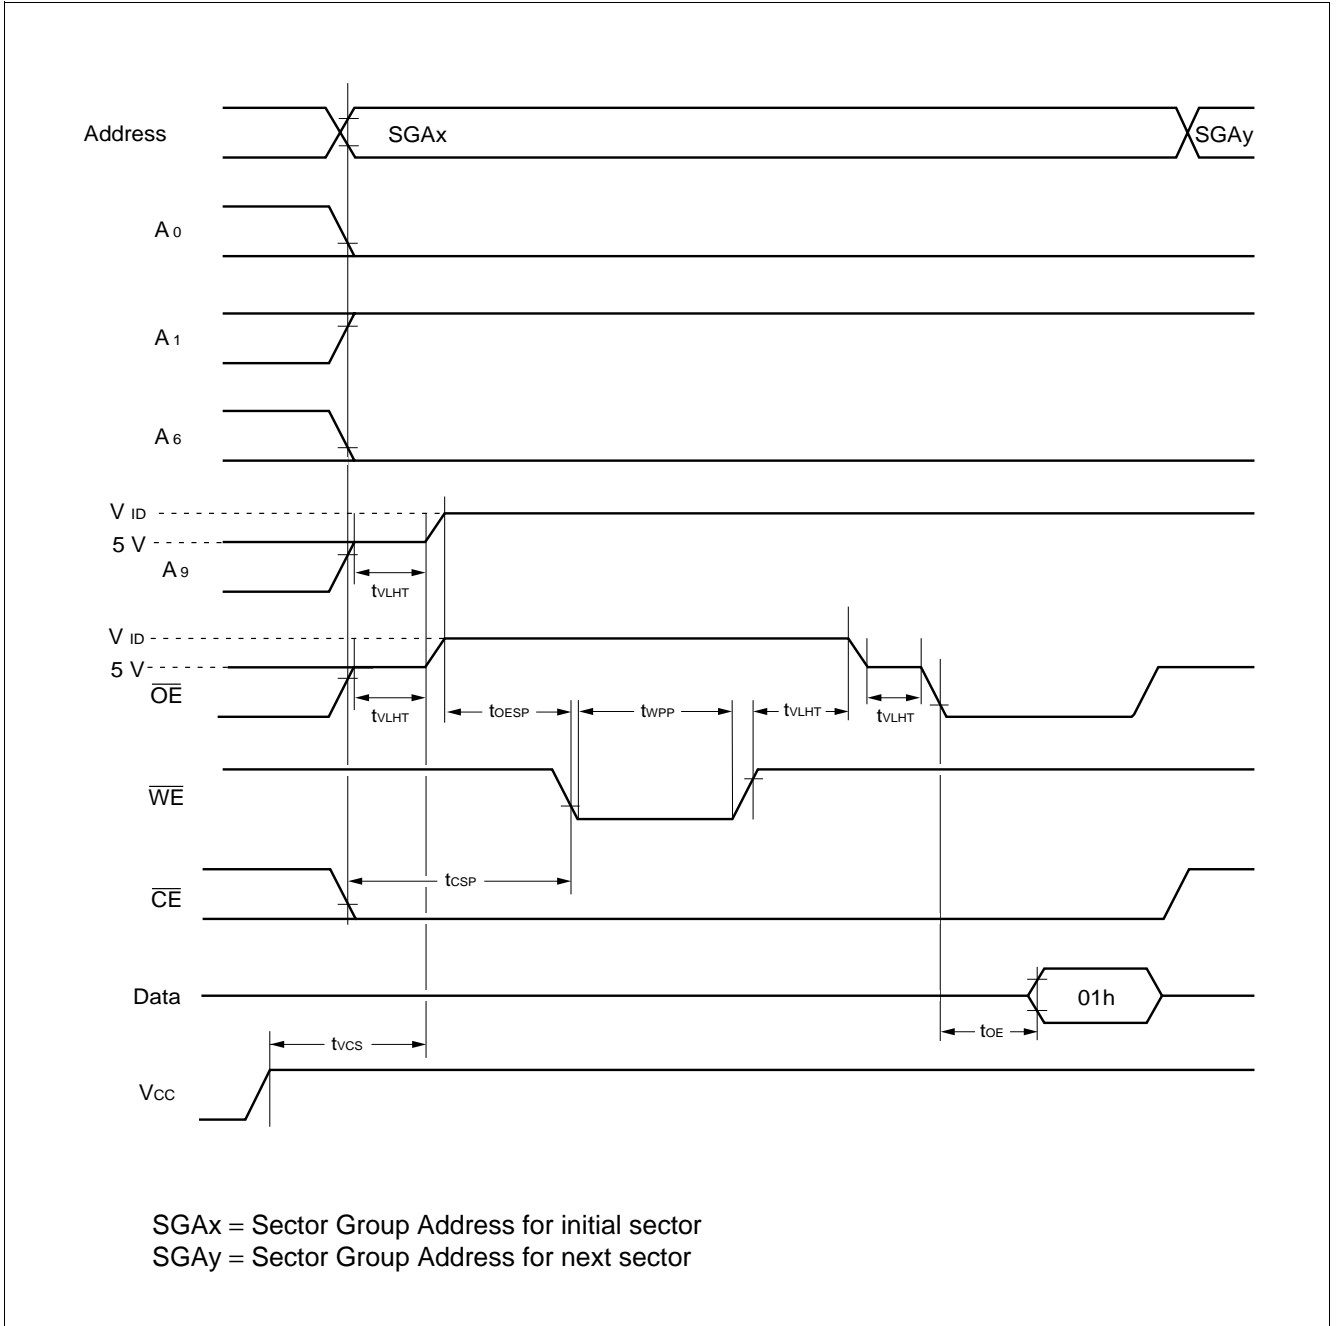 Address
SGAx
SGAy
A0
A1
A6
VID
5 V
A9
tVLHT
VID
5 V
OE
tVLHT
tOESP
tWPP
tVLHT
tVLHT
WE
tCSP
CE
Data
01h
tOE
tVCS
VCC
SGAx = Sector Group Address for initial sector
SGAy = Sector Group Address for next sector